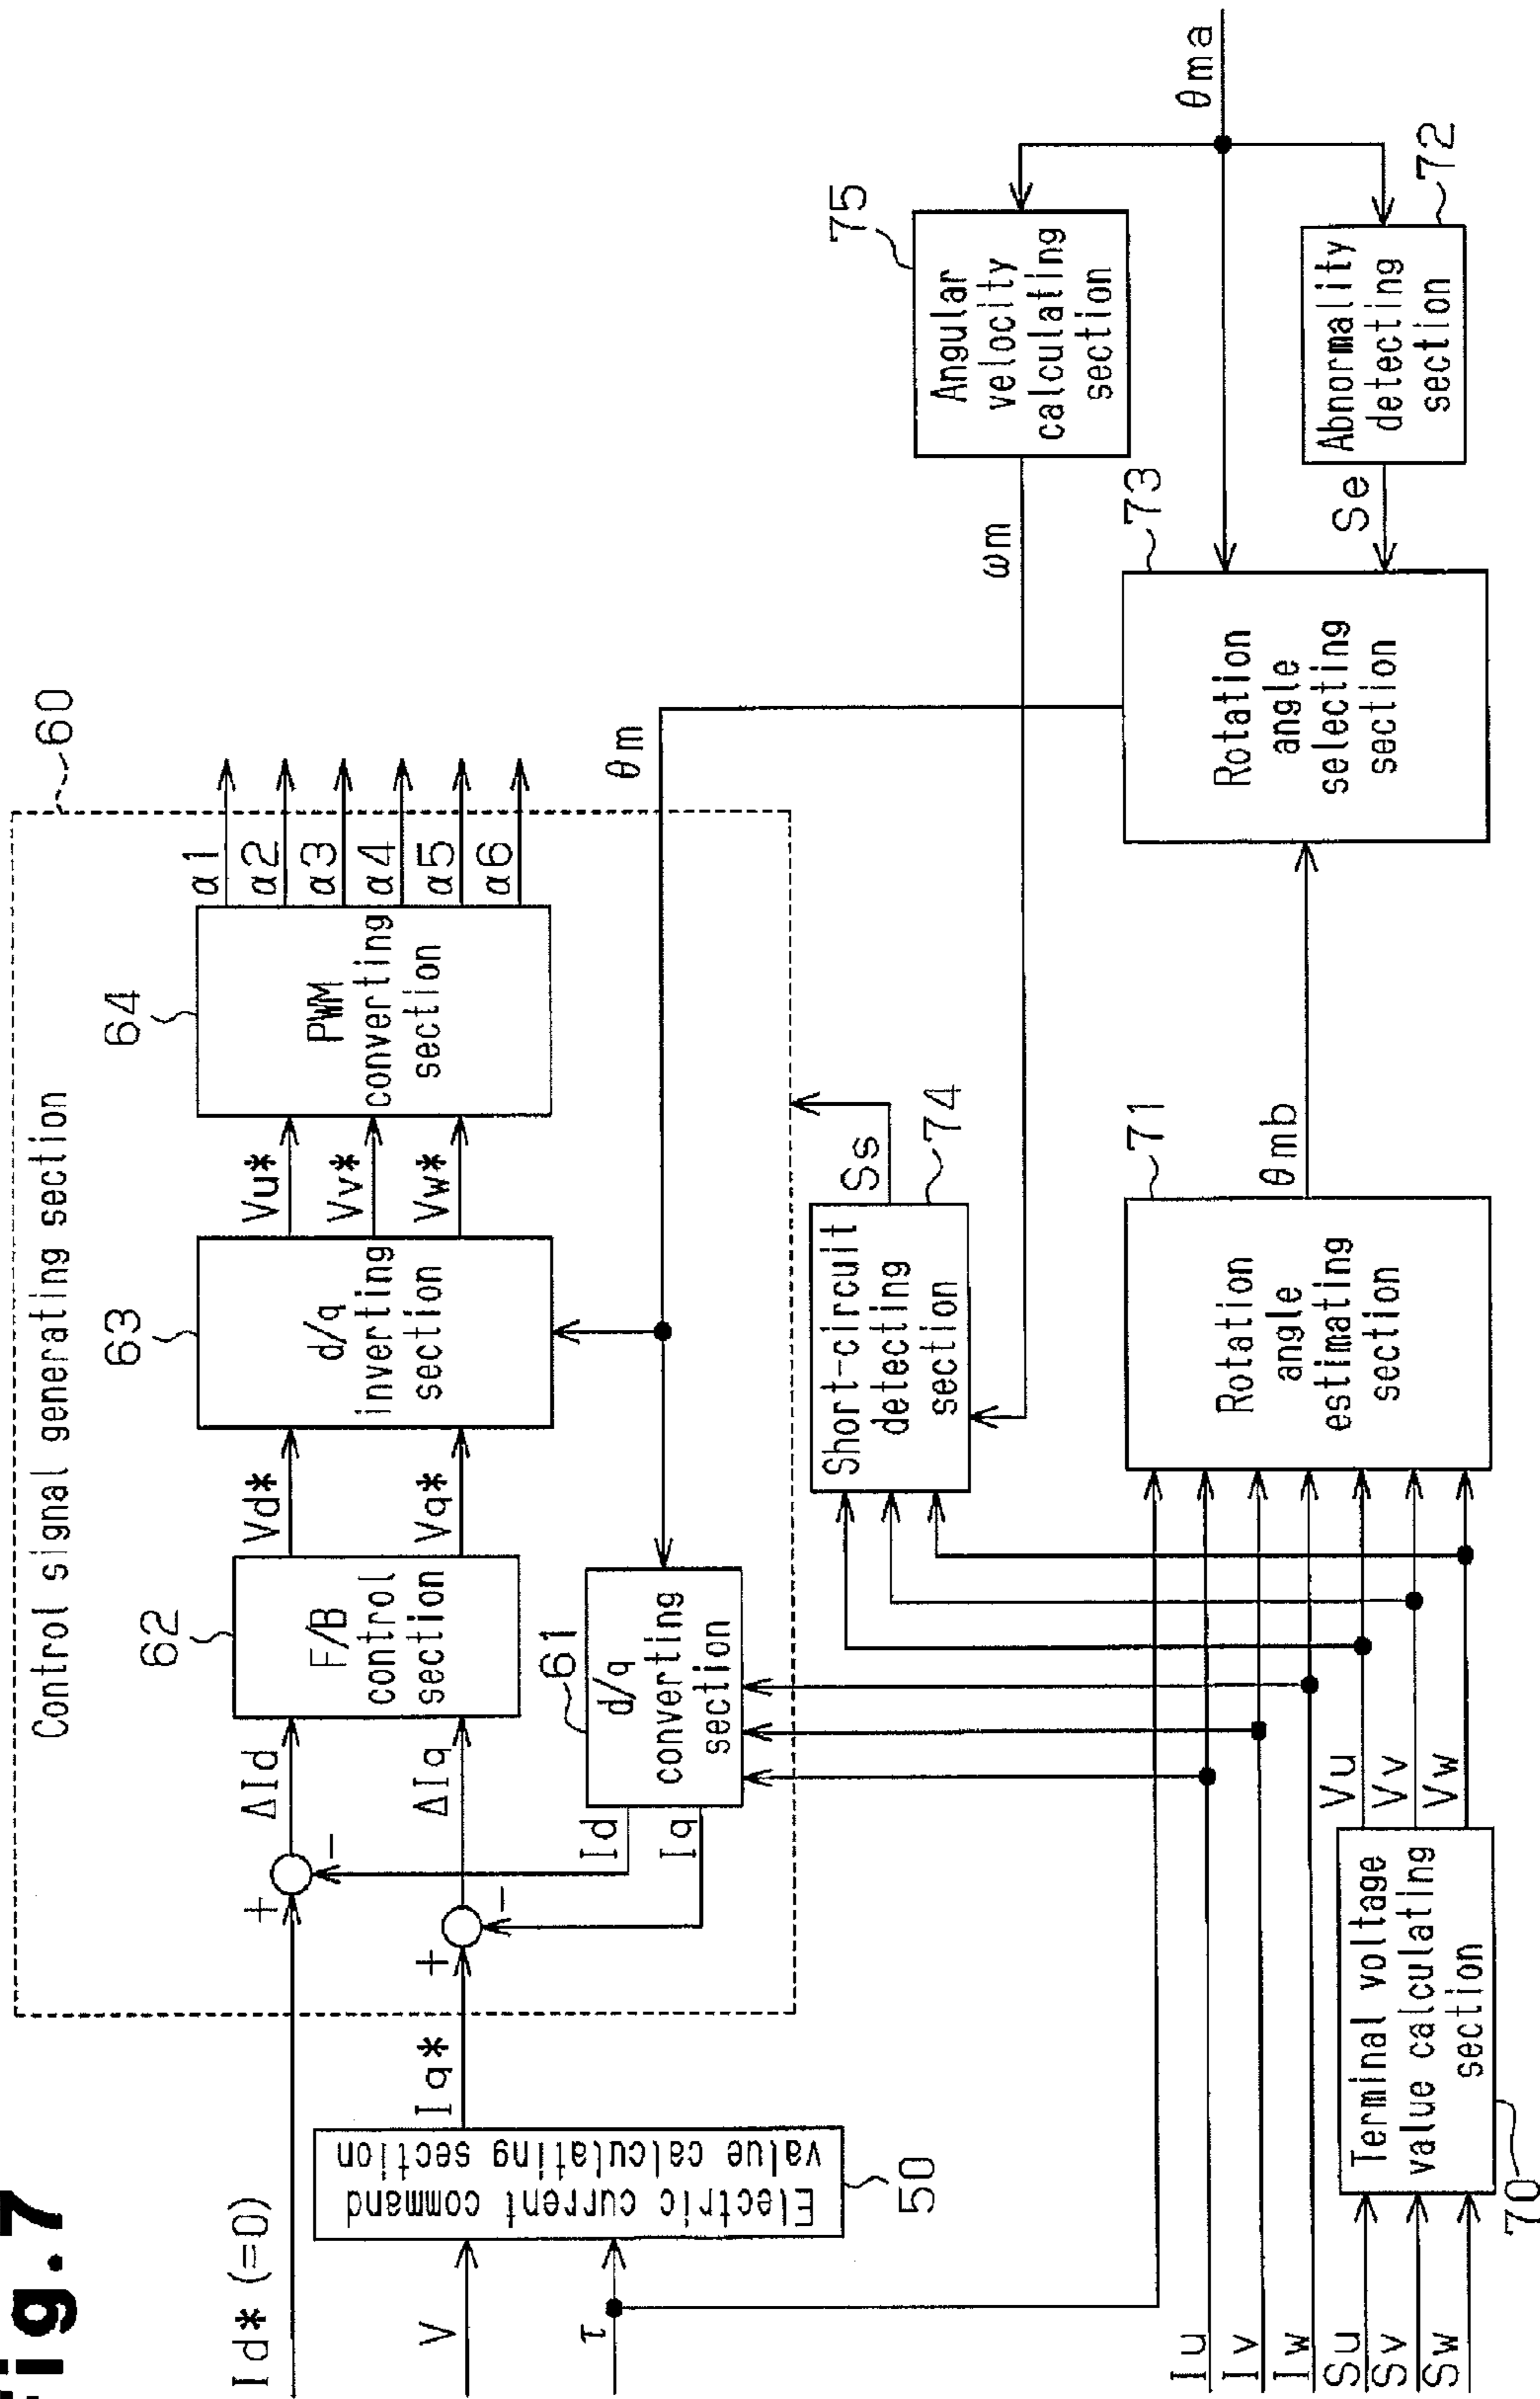 Fig.7
Control signal generating section
60
Id*(=0)
+
-
ΔId
62
F/B
control
section
Vd*
Vq*
63
d/q
inverting
section
Vu*
Vv*
Vw*
64
PWM
converting
section
α1
α2
α3
α4
α5
α6
V
τ
Electric current command
value calculating section
50
Iq*
+
-
ΔIq
Id
Iq
61
d/q
converting
section
θm
Short-circuit
detecting
section
74
Ss
ωm
75
Angular
velocity
calculating
section
θma
Iu
Iv
Iw
Su
Sv
Sw
70
Terminal voltage
value calculating
section
Vu
Vv
Vw
71
Rotation
angle
estimating
section
θmb
73
Rotation
angle
selecting
section
Se
72
Abnormality
detecting
section